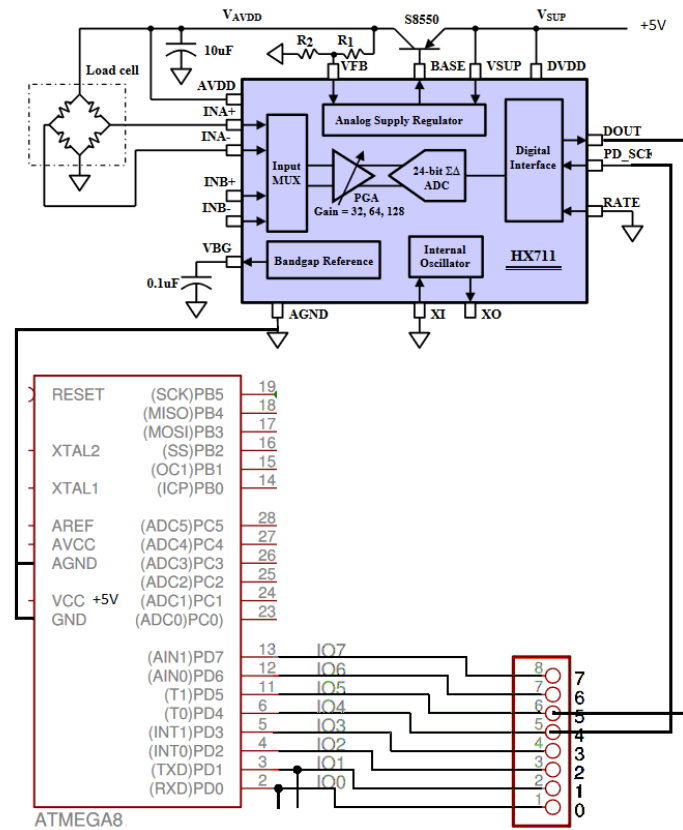 VAVDD S8550 VSUP +5V
R2 R1
10uF
Load cell
VFB BASE VSUP DVDD
AVDD
INA+
Analog Supply Regulator
INA-
DOUT
Digital
Interface
PD_SCK
Input
MUX
24-bit ΣΔ
ADC
INB+
PGA
Gain = 32, 64, 128
RATE
INB-
VBG
Internal
Oscillator
HX711
Bandgap Reference
0.1uF
AGND XI XO
RESET (SCK)PB5 19
(MISO)PB4 18
(MOSI)PB3 17
XTAL2 (SS)PB2 16
(OC1)PB1 15
XTAL1 (ICP)PB0 14
AREF (ADC5)PC5 28
AVCC (ADC4)PC4 27
AGND (ADC3)PC3 26
(ADC2)PC2 25
VCC +5V (ADC1)PC1 24
GND (ADC0)PC0) 23
(AIN1)PD7 13 IO7 8 7
(AIN0)PD6 12 IO6 7 6
(T1)PD5 11 IO5 6 5
(T0)PD4 6 IO4 5 4
(INT1)PD3 5 IO3 4 3
(INT0)PD2 4 IO2 3 2
(TXD)PD1 3 IO1 2 1
(RXD)PD0 2 IO0 1 0
ATMEGA8